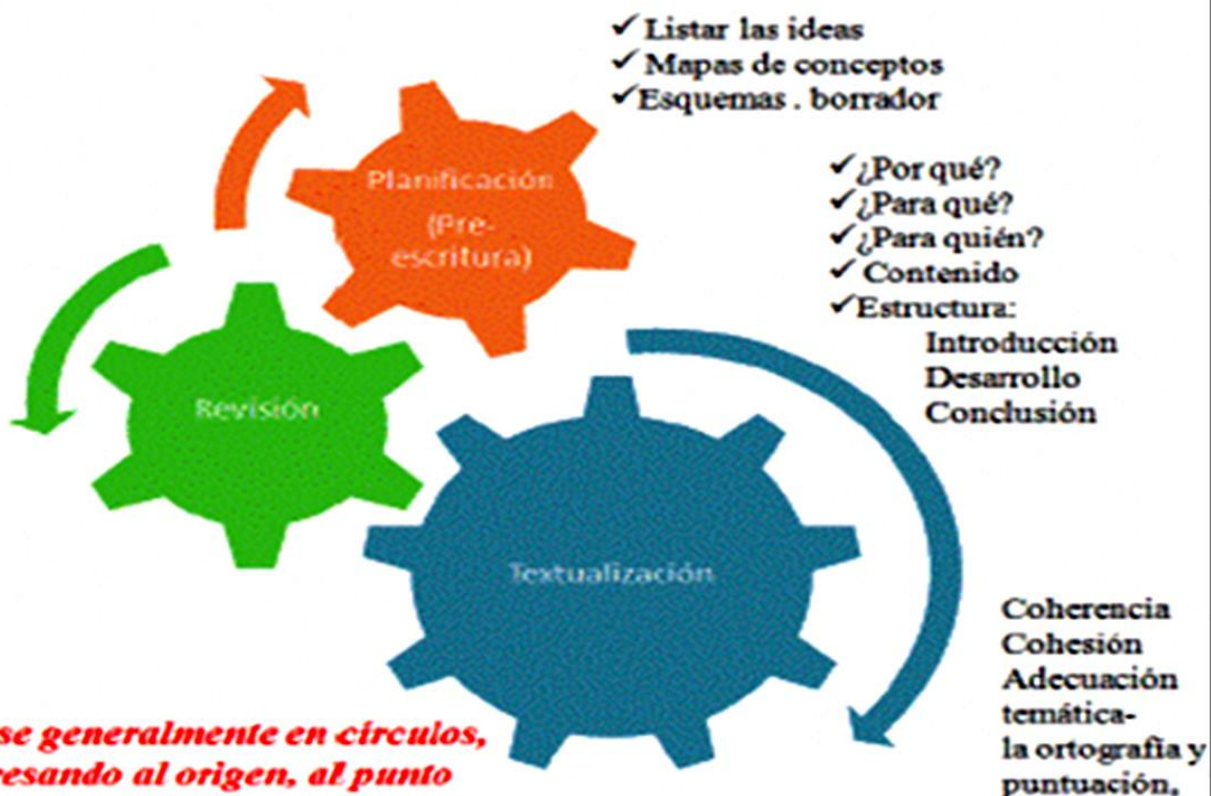 ✓ Listar las ideas
✓ Mapas de conceptos
✓Esquemas . borrador
Planificación
(Pre-
escritura)
✓¿Por qué?
✓¿Para qué?
✓¿Para quién?
✓ Contenido
✓Estructura:
Introducción
Desarrollo
Conclusión
Revisión
Textualización
Coherencia
Cohesión
Adecuación
temática-
la ortografía y
puntuación,
se generalmente en círculos,
resando al origen, al punto